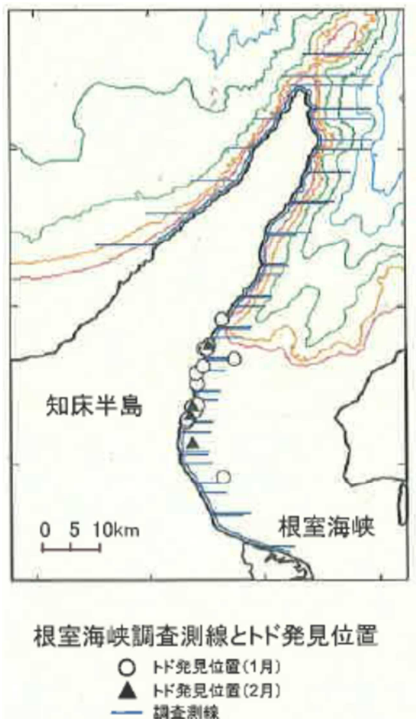 知床半島
0 5 10km
根室海峡
根室海峡調査測線とトド発見位置
トド発見位置(1月)
トド発見位置(2月)
調査測線